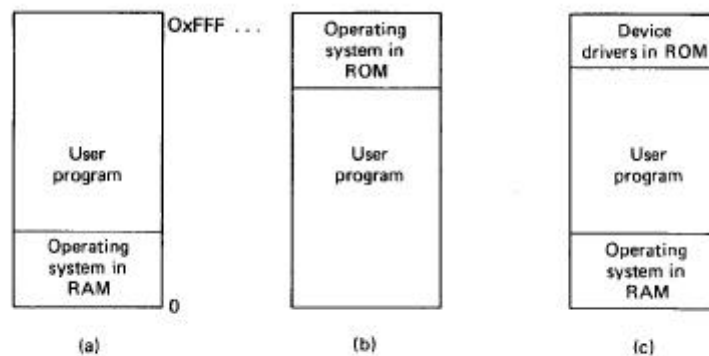 0xFFF ...
User
program
Operating
system in
RAM
0
(a)
Operating
system in
ROM
User
program
(b)
Device
drivers in ROM
User
program
Operating
system in
RAM
(c)